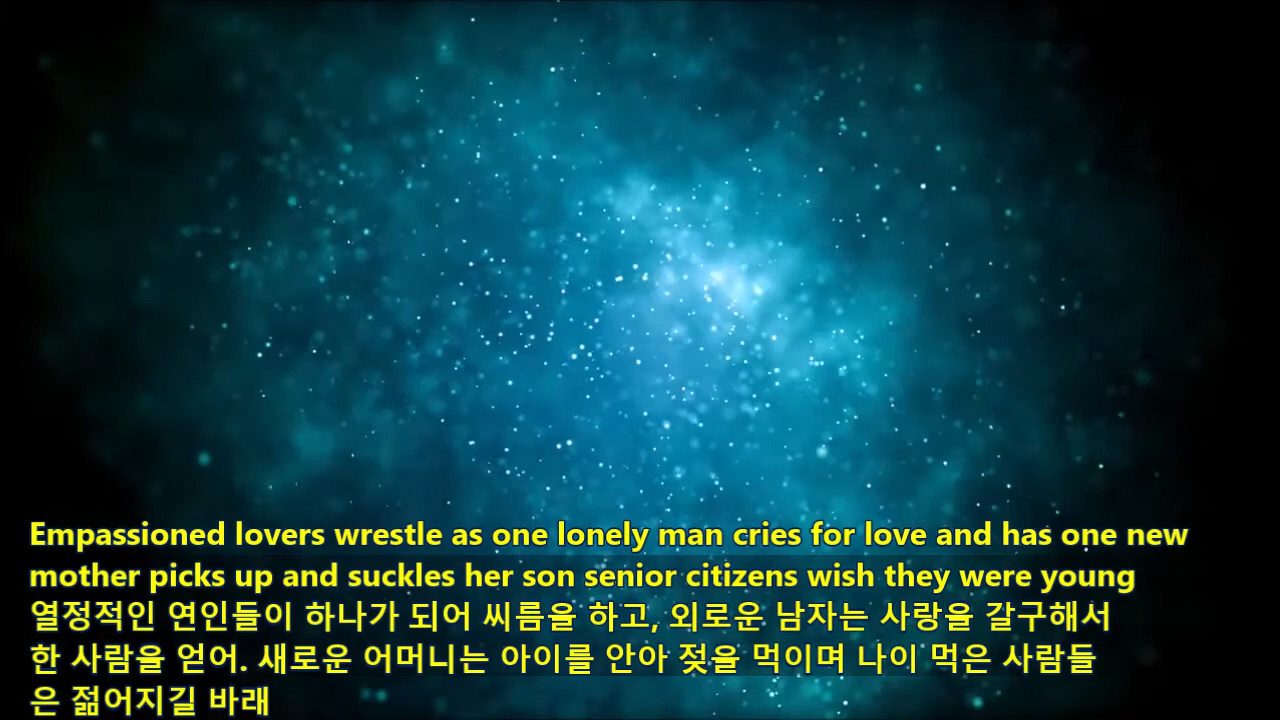 Empassioned lovers wrestle as one lonely man cries for love and has one new
mother picks up and suckles her son senior citizens wish they were young
열정적인 연인들이 하나가 되어 씨름을 하고, 외로운 남자는 사랑을 갈구해서
한 사람을 얻어. 새로운 어머니는 아이를 안아 젖을 먹이며 나이 먹은 사람들
은 젊어지길 바래